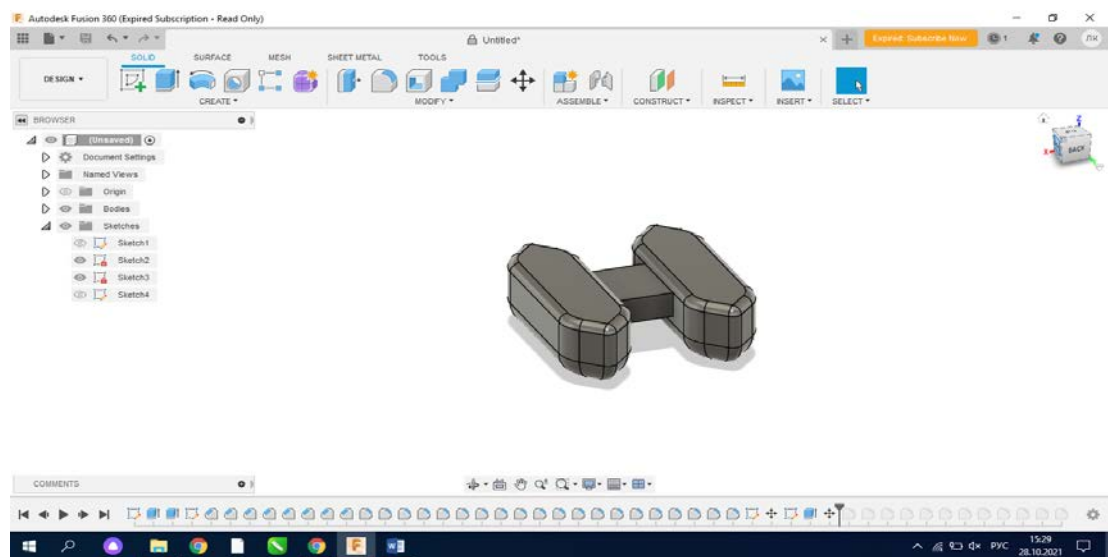 Autodesk Fusion 360 (Expired Subscription - Read Only)
Untitled*
Expired: Subscribe Now
1
ЛК
SOLID SURFACE MESH SHEET METAL TOOLS
DESIGN
CREATE MODIFY ASSEMBLE CONSTRUCT INSPECT INSERT SELECT
BROWSER
(Unsaved)
Document Settings
Named Views
Origin
Bodies
Sketches
Sketch1
Sketch2
Sketch3
Sketch4
Z
X
BACK
COMMENTS
РУС
15:29
28.10.2021